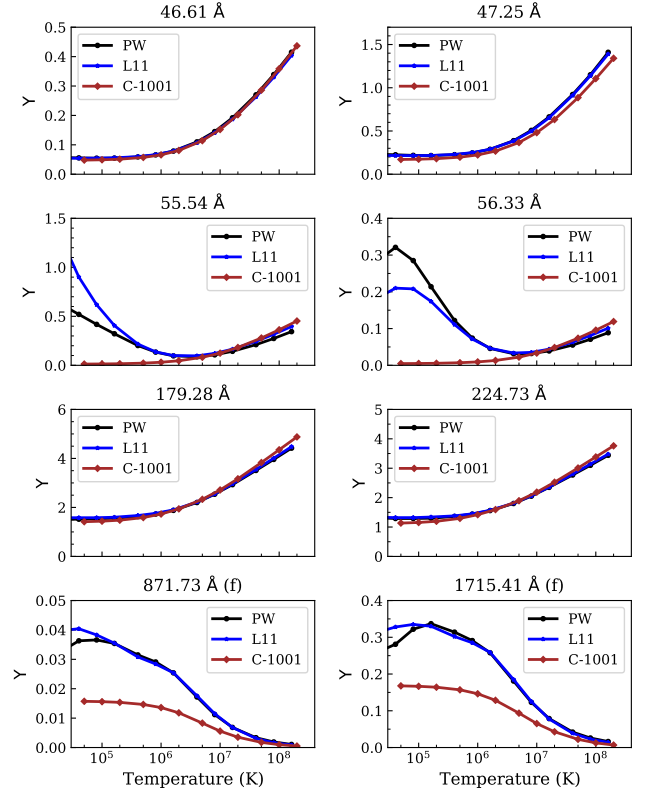 46.61 Å
47.25 Å
0.5
0.4
0.3
0.2
0.1
0.0
Y
PW
L11
C-1001
1.5
1.0
0.5
0.0
Y
PW
L11
C-1001
55.54 Å
56.33 Å
1.5
1.0
0.5
0.0
Y
PW
L11
C-1001
0.4
0.3
0.2
0.1
0.0
Y
PW
L11
C-1001
179.28 Å
224.73 Å
6
4
2
0
Y
PW
L11
C-1001
5
4
3
2
1
0
Y
PW
L11
C-1001
871.73 Å (f)
1715.41 Å (f)
0.05
0.04
0.03
0.02
0.01
0.00
Y
PW
L11
C-1001
10⁵
10⁶
10⁷
10⁸
Temperature (K)
0.4
0.3
0.2
0.1
0.0
Y
PW
L11
C-1001
10⁵
10⁶
10⁷
10⁸
Temperature (K)